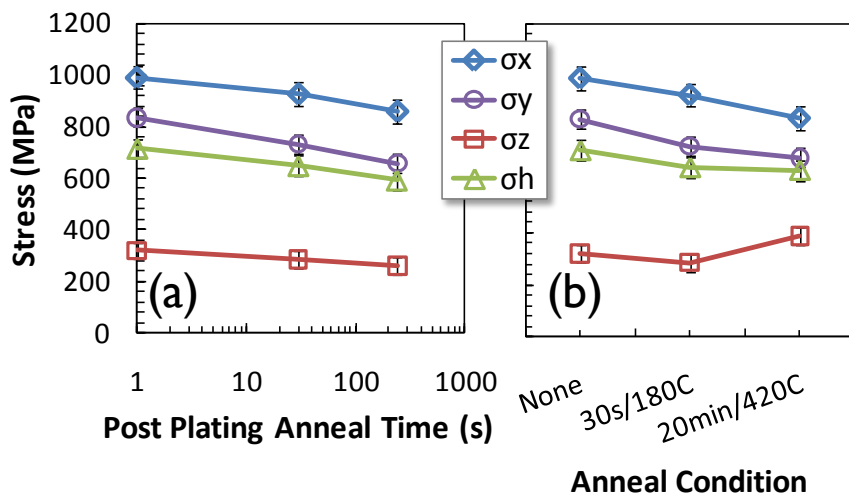 1200
1000
800
600
400
200
0
Stress (MPa)
σx
σy
σz
σh
(a)
(b)
1 10 100 1000
Post Plating Anneal Time (s)
None 30s/180C 20min/420C
Anneal Condition